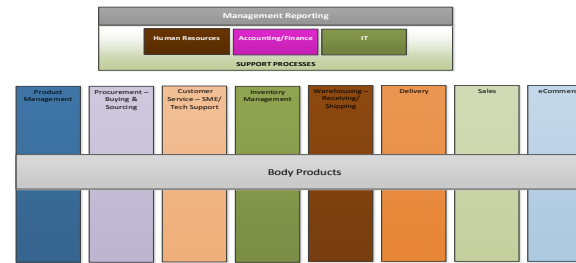 Management Reporting
Human Resources
Accounting/Finance
IT
SUPPORT PROCESSES
Product
Management
Procurement –
Buying &
Sourcing
Customer
Service – SME/
Tech Support
Inventory
Management
Warehousing –
Receiving/
Shipping
Delivery
Sales
eCommerc
Body Products